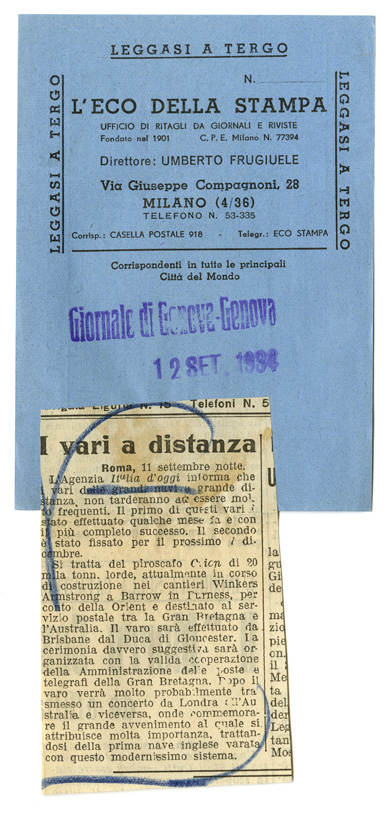 LEGGASI A TERGO
LEGGASI A TERGO
LEGGASI A TERGO
N.
L'ECO DELLA STAMPA
UFFICIO DI RITAGLI DA GIORNALI E RIVISTE
Fondato nel 1901 C. P. E. Milano N. 77394
Direttore: UMBERTO FRUGIUELE
Via Giuseppe Compagnoni, 28
MILANO (4/36)
TELEFONO N. 53-335
Corrisp.: CASELLA POSTALE 918 - Telegr.: ECO STAMPA
Corrispondenti in tutte le principali
Città del Mondo
Giornale di Genova-Genova
12 SET. 1934
Liguria N. 15 Telefoni N. 5
I vari a distanza
Roma, 11 settembre notte.
L'Agenzia Italia d'oggi informa che
i vari delle grandi navi a grande di-
stanza, non tarderanno ad essere mol-
to frequenti. Il primo di questi vari è
stato effettuato qualche mese fa e con
il più completo successo. Il secondo
è stato fissato per il prossimo di-
cembre.
Si tratta del piroscafo di 20
mila tonn. lorde, attualmente in corso
di costruzione nei cantieri Winkers
Armstrong a Barrow in Furness, per
conto della Orient e destinato al ser-
vizio postale tra la Gran Bretagna e
l'Australia. Il varo sarà effettuato da
Brisbane dal Duca di Gloucester. La
cerimonia davvero suggestiva sarà or-
ganizzata con la valida cooperazione
della Amministrazione delle poste e
telegrafi della Gran Bretagna. Dopo il
varo verrà molto probabilmente tra
smesso un concerto da Londra all'Au
stralia e viceversa, onde commemora-
re il grande avvenimento al quale si
attribuisce molta importanza, trattan-
dosi della prima nave inglese varata
con questo modernissimo sistema.